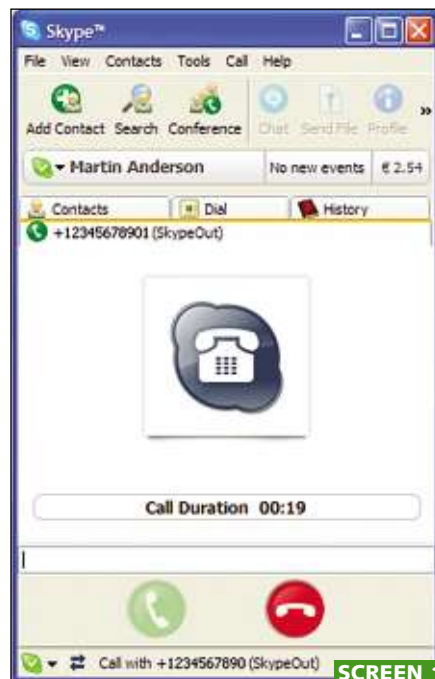 Skype™
File View Contacts Tools Call Help
Add Contact Search Conference Chat Send File Profile »
Martin Anderson No new events € 2.54
Contacts Dial History
+12345678901 (SkypeOut)
Call Duration 00:19
Call with +1234567890 (SkypeOut)
SCREEN 1